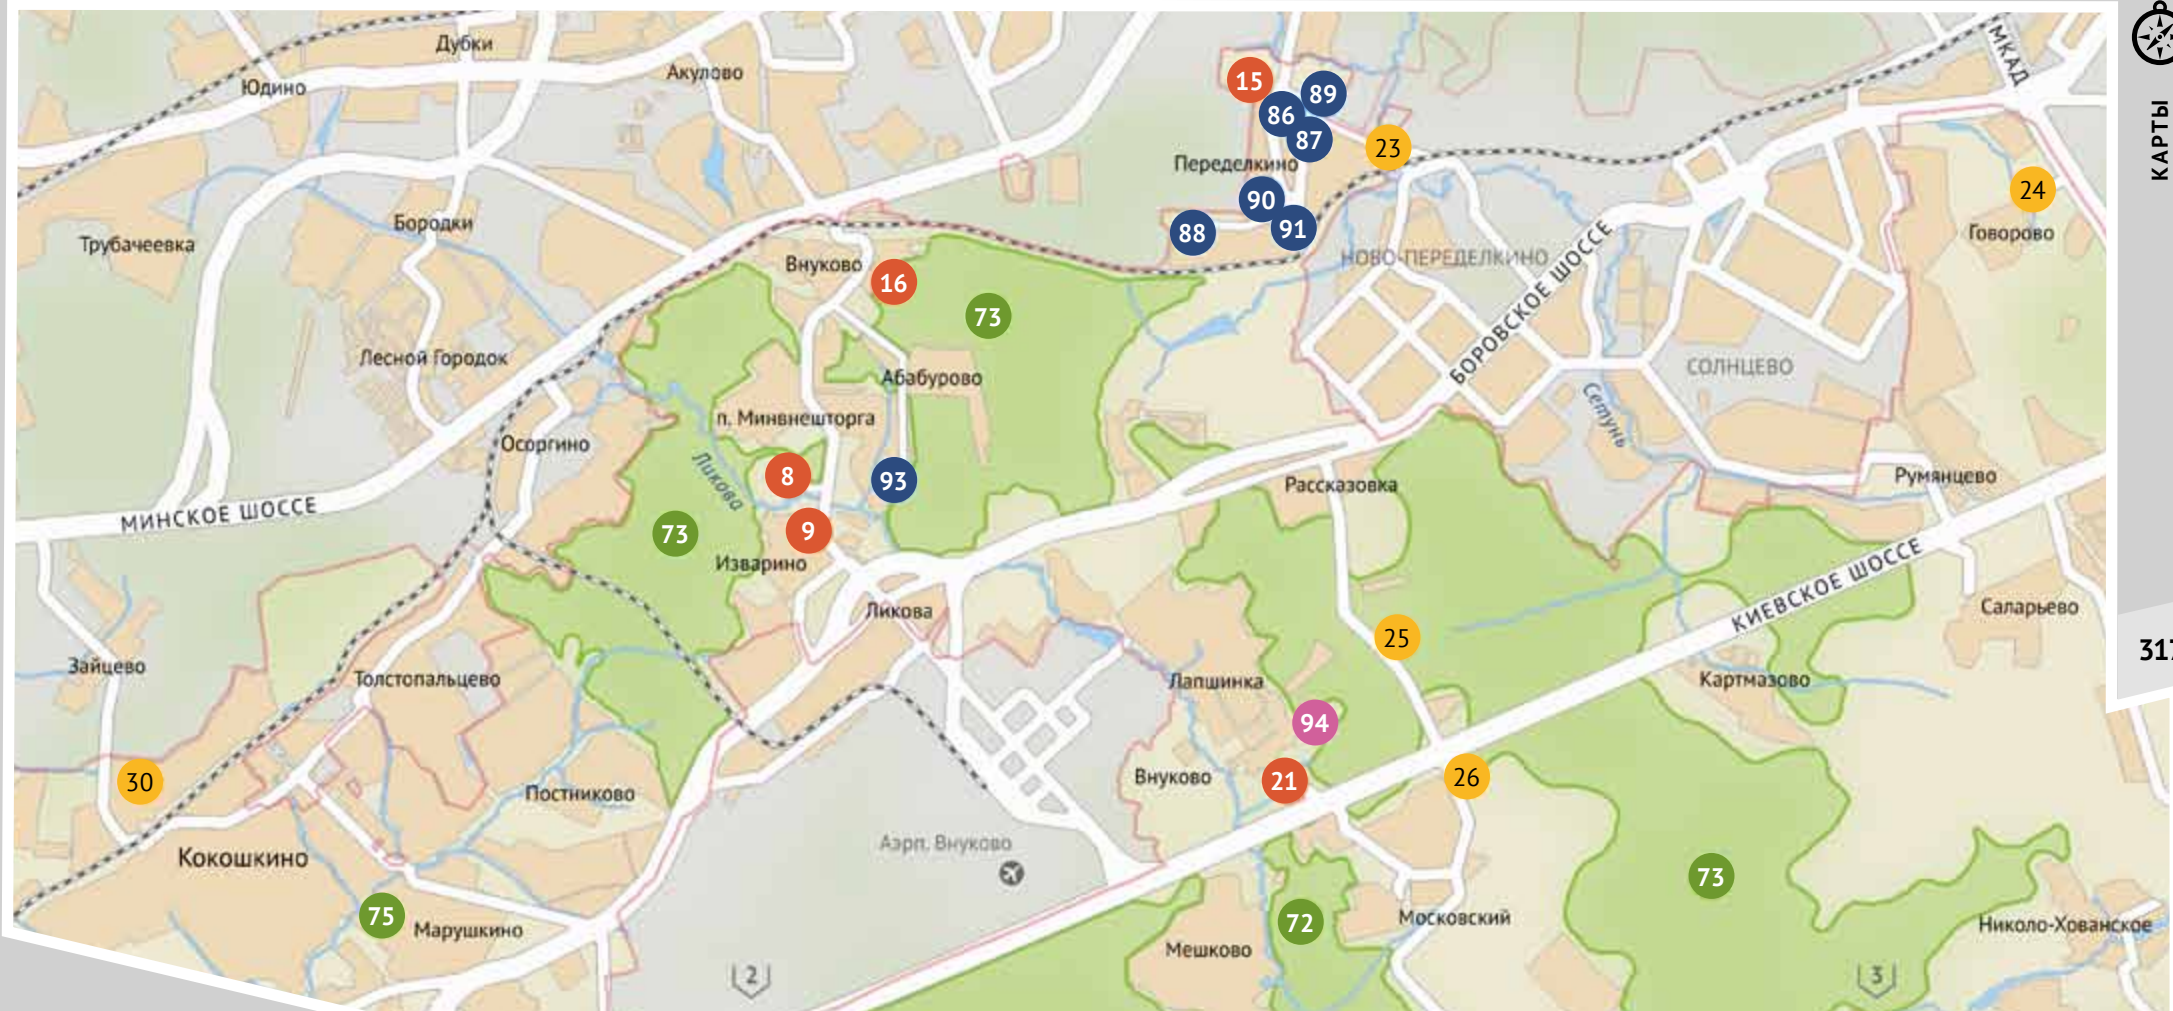 Дубки
МКАД
Акулово
15
Юдино
89
86
87
КАРТЫ
23
Переделкино
24
90
Бородки
88
91
Говорово
Трубачеевка
НОВО-ПЕРЕДЕЛКИНО
Внуково
16
73
БОРОВСКОЕ ШОССЕ
Лесной Городок
СОЛНЦЕВО
Абабурово
Сетунь
п. Минвнешторга
Осоргино
8
93
Ликова
Рассказовка
Румянцево
МИНСКОЕ ШОССЕ
9
73
Изварино
КИЕВСКОЕ ШОССЕ
Ликова
Саларьево
25
317
Зайцево
Толстопальцево
Лапшинка
Картмазово
94
30
Внуково
21
26
Постниково
Аэрп. Внуково
Кокошкино
73
75
Марушкино
72
Московский
Николо-Хованское
Мешково
2
3